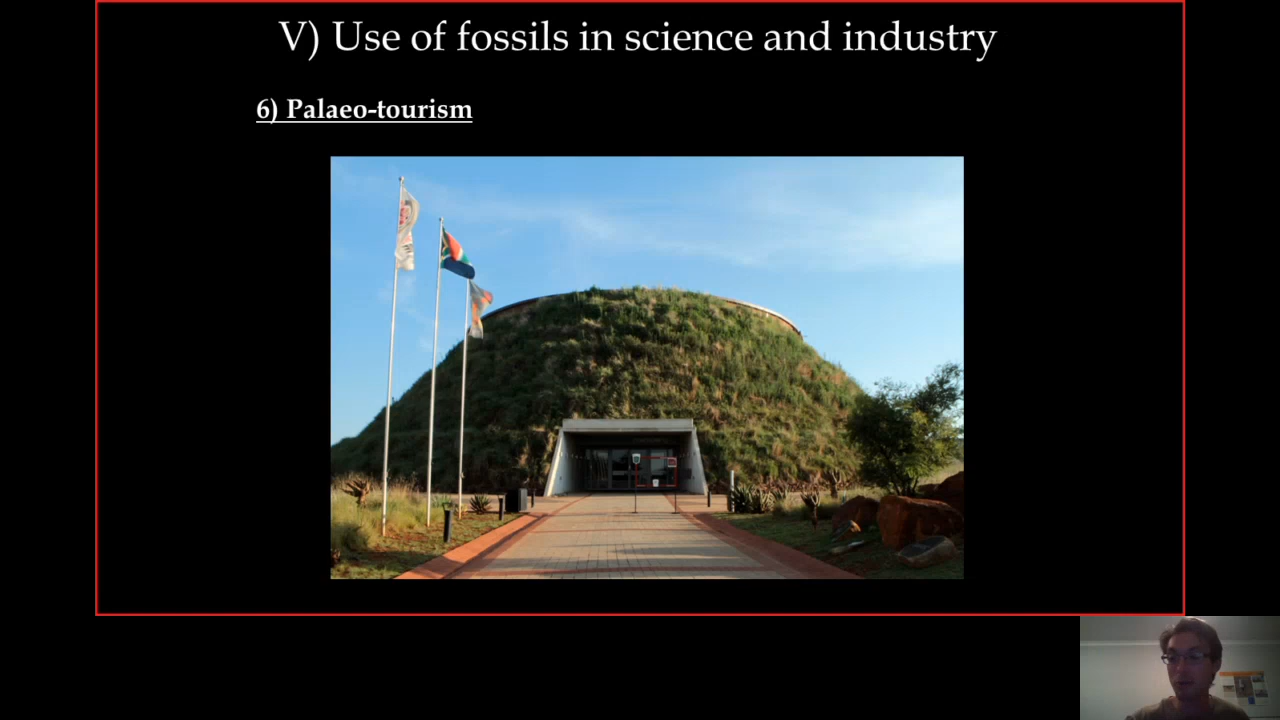 V) Use of fossils in science and industry
6) Palaeo-tourism